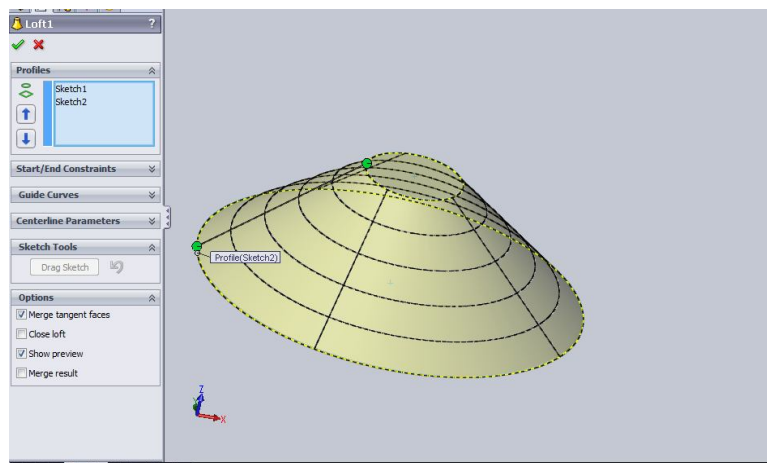 Loft1 ?
Profiles
Sketch1
Sketch2
Start/End Constraints
Guide Curves
Centerline Parameters
Sketch Tools
Drag Sketch
Options
Merge tangent faces
Close loft
Show preview
Merge result
Profile(Sketch2)
Z
X